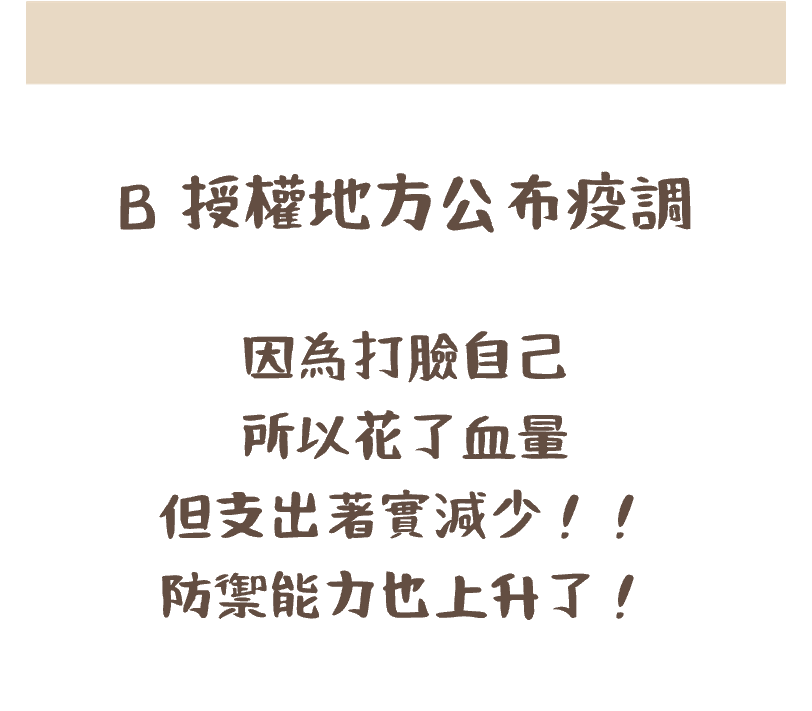 B 授權地方公布疫調
因為打臉自己
所以花了血量
但支出著實減少！！
防禦能力也上升了！